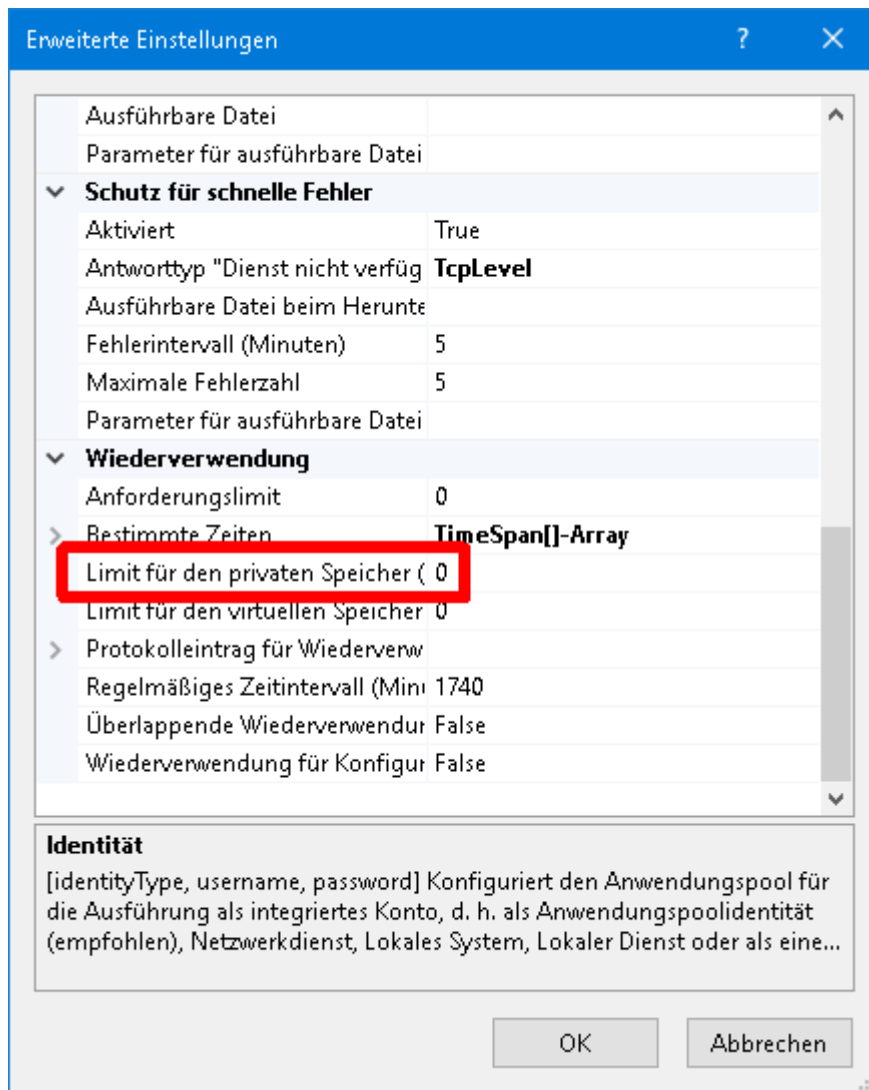 Erweiterte Einstellungen ?
Ausführbare Datei
Parameter für ausführbare Datei
Schutz für schnelle Fehler
Aktiviert True
Antworttyp "Dienst nicht verfüg TcpLevel
Ausführbare Datei beim Herunte
Fehlerintervall (Minuten) 5
Maximale Fehlerzahl 5
Parameter für ausführbare Datei
Wiederverwendung
Anforderungslimit 0
Bestimmte Zeiten TimeSpan[]-Array
Limit für den privaten Speicher ( 0
Limit für den virtuellen Speicher 0
Protokolleintrag für Wiederverw
Regelmäßiges Zeitintervall (Minu 1740
Überlappende Wiederverwendur False
Wiederverwendung für Konfigur False
Identität
[identityType, username, password] Konfiguriert den Anwendungspool für
die Ausführung als integriertes Konto, d. h. als Anwendungspoolidentität
(empfohlen), Netzwerkdienst, Lokales System, Lokaler Dienst oder als eine...
OK Abbrechen